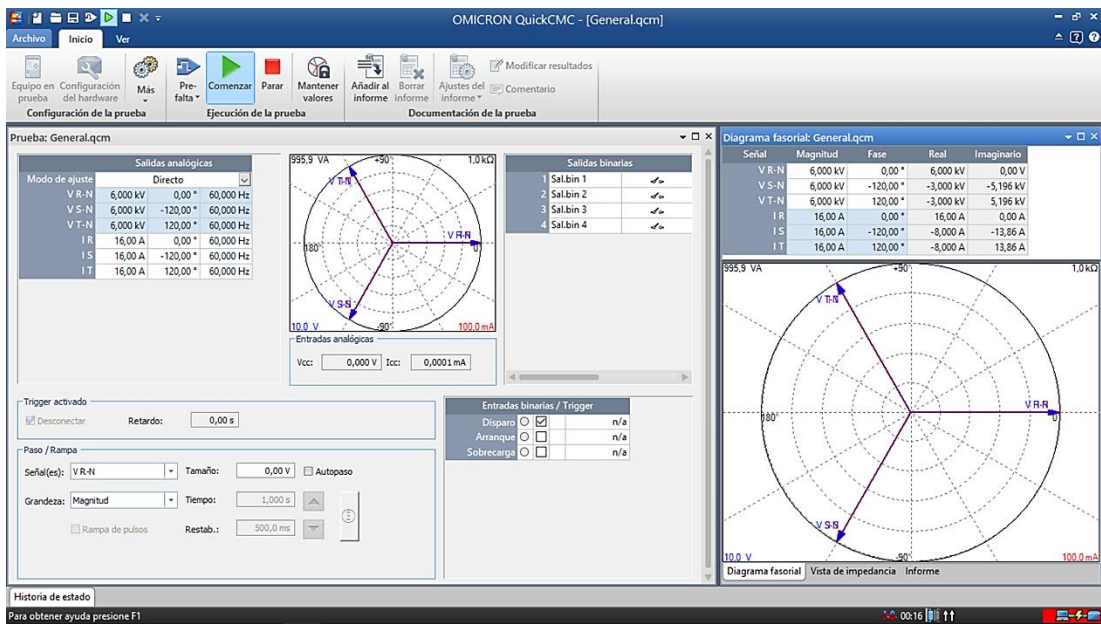 OMICRON QuickCMC - [General.qcm]
Archivo Inicio Ver
Equipo en prueba
Configuración del hardware
Más
Pre-falta
Comenzar
Parar
Mantener valores
Añadir al informe
Borrar informe
Ajustes del informe
Modificar resultados
Comentario
Configuración de la prueba
Ejecución de la prueba
Documentación de la prueba
Prueba: General.qcm
Salidas analógicas
Modo de ajuste Directo
V R-N 6,000 kV 0,00 ° 60,000 Hz
V S-N 6,000 kV -120,00 ° 60,000 Hz
V T-N 6,000 kV 120,00 ° 60,000 Hz
I R 16,00 A 0,00 ° 60,000 Hz
I S 16,00 A -120,00 ° 60,000 Hz
I T 16,00 A 120,00 ° 60,000 Hz
995,9 VA +90° 1,0 kΩ
V T-N
V R-N
180° 0°
V S-N
10,0 V -90° 100,0 mA
Entradas analógicas
Vcc: 0,000 V Icc: 0,0001 mA
Salidas binarias
1 Sal.bin 1
2 Sal.bin 2
3 Sal.bin 3
4 Sal.bin 4
Trigger activado
Desconectar Retardo: 0,00 s
Paso / Rampa
Señal(es): V R-N Tamaño: 0,00 V Autopaso
Grandeza: Magnitud Tiempo: 1,000 s
Rampa de pulsos Restab.: 500,0 ms
Entradas binarias / Trigger
Disparo n/a
Arranque n/a
Sobrecarga n/a
Diagrama fasorial: General.qcm
Señal Magnitud Fase Real Imaginario
V R-N 6,000 kV 0,00 ° 6,000 kV 0,00 V
V S-N 6,000 kV -120,00 ° -3,000 kV -5,196 kV
V T-N 6,000 kV 120,00 ° -3,000 kV 5,196 kV
I R 16,00 A 0,00 ° 16,00 A 0,00 A
I S 16,00 A -120,00 ° -8,000 A -13,86 A
I T 16,00 A 120,00 ° -8,000 A 13,86 A
995,9 VA +90° 1,0 kΩ
V T-N
V R-N
180° 0°
V S-N
10,0 V -90° 100,0 mA
Diagrama fasorial Vista de impedancia Informe
Historia de estado
Para obtener ayuda presione F1
00:16